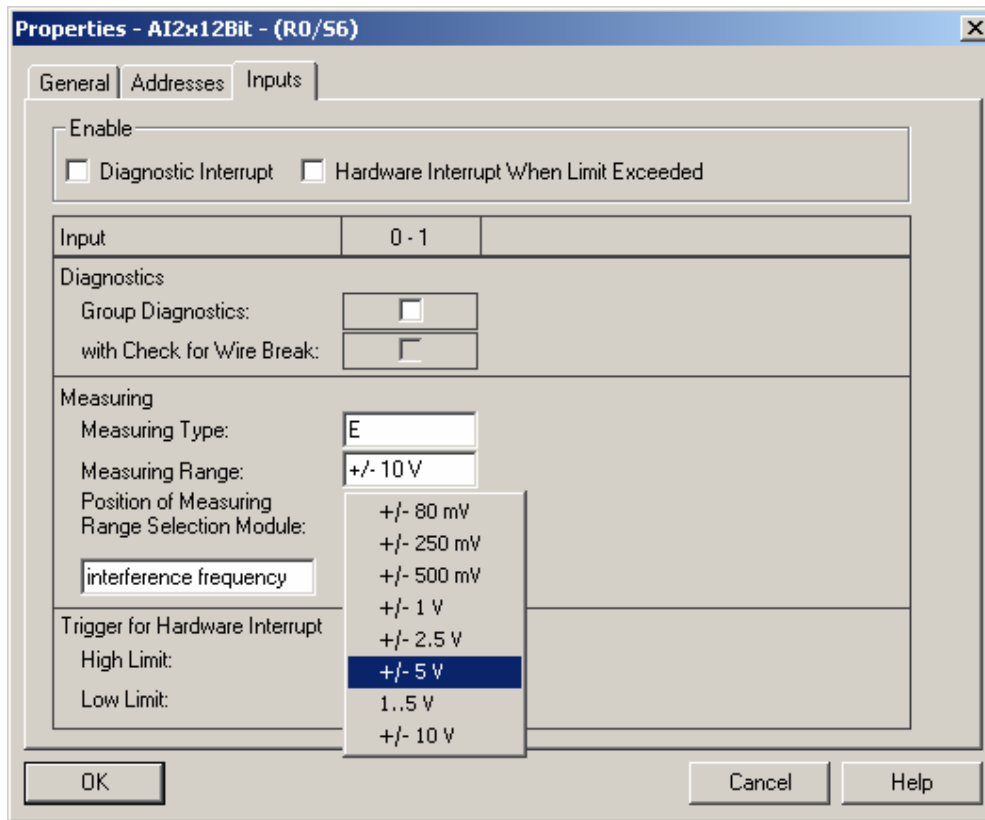 Properties - AI2x12Bit - (R0/S6)
General Addresses Inputs
Enable
Diagnostic Interrupt Hardware Interrupt When Limit Exceeded
Input 0 - 1
Diagnostics
Group Diagnostics:
with Check for Wire Break:
Measuring
Measuring Type: E
Measuring Range: +/- 10 V
Position of Measuring
Range Selection Module:
interference frequency
+/- 80 mV
+/- 250 mV
+/- 500 mV
+/- 1 V
+/- 2.5 V
+/- 5 V
1..5 V
+/- 10 V
Trigger for Hardware Interrupt
High Limit:
Low Limit:
OK Cancel Help